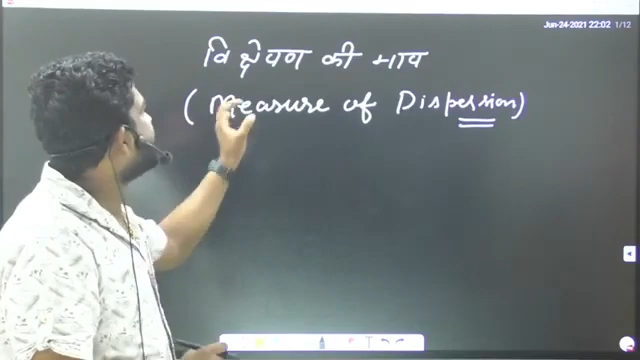 Jun-24-2021 22:02 1/12
विक्षेपण की माप
(Measure of Dispersion)